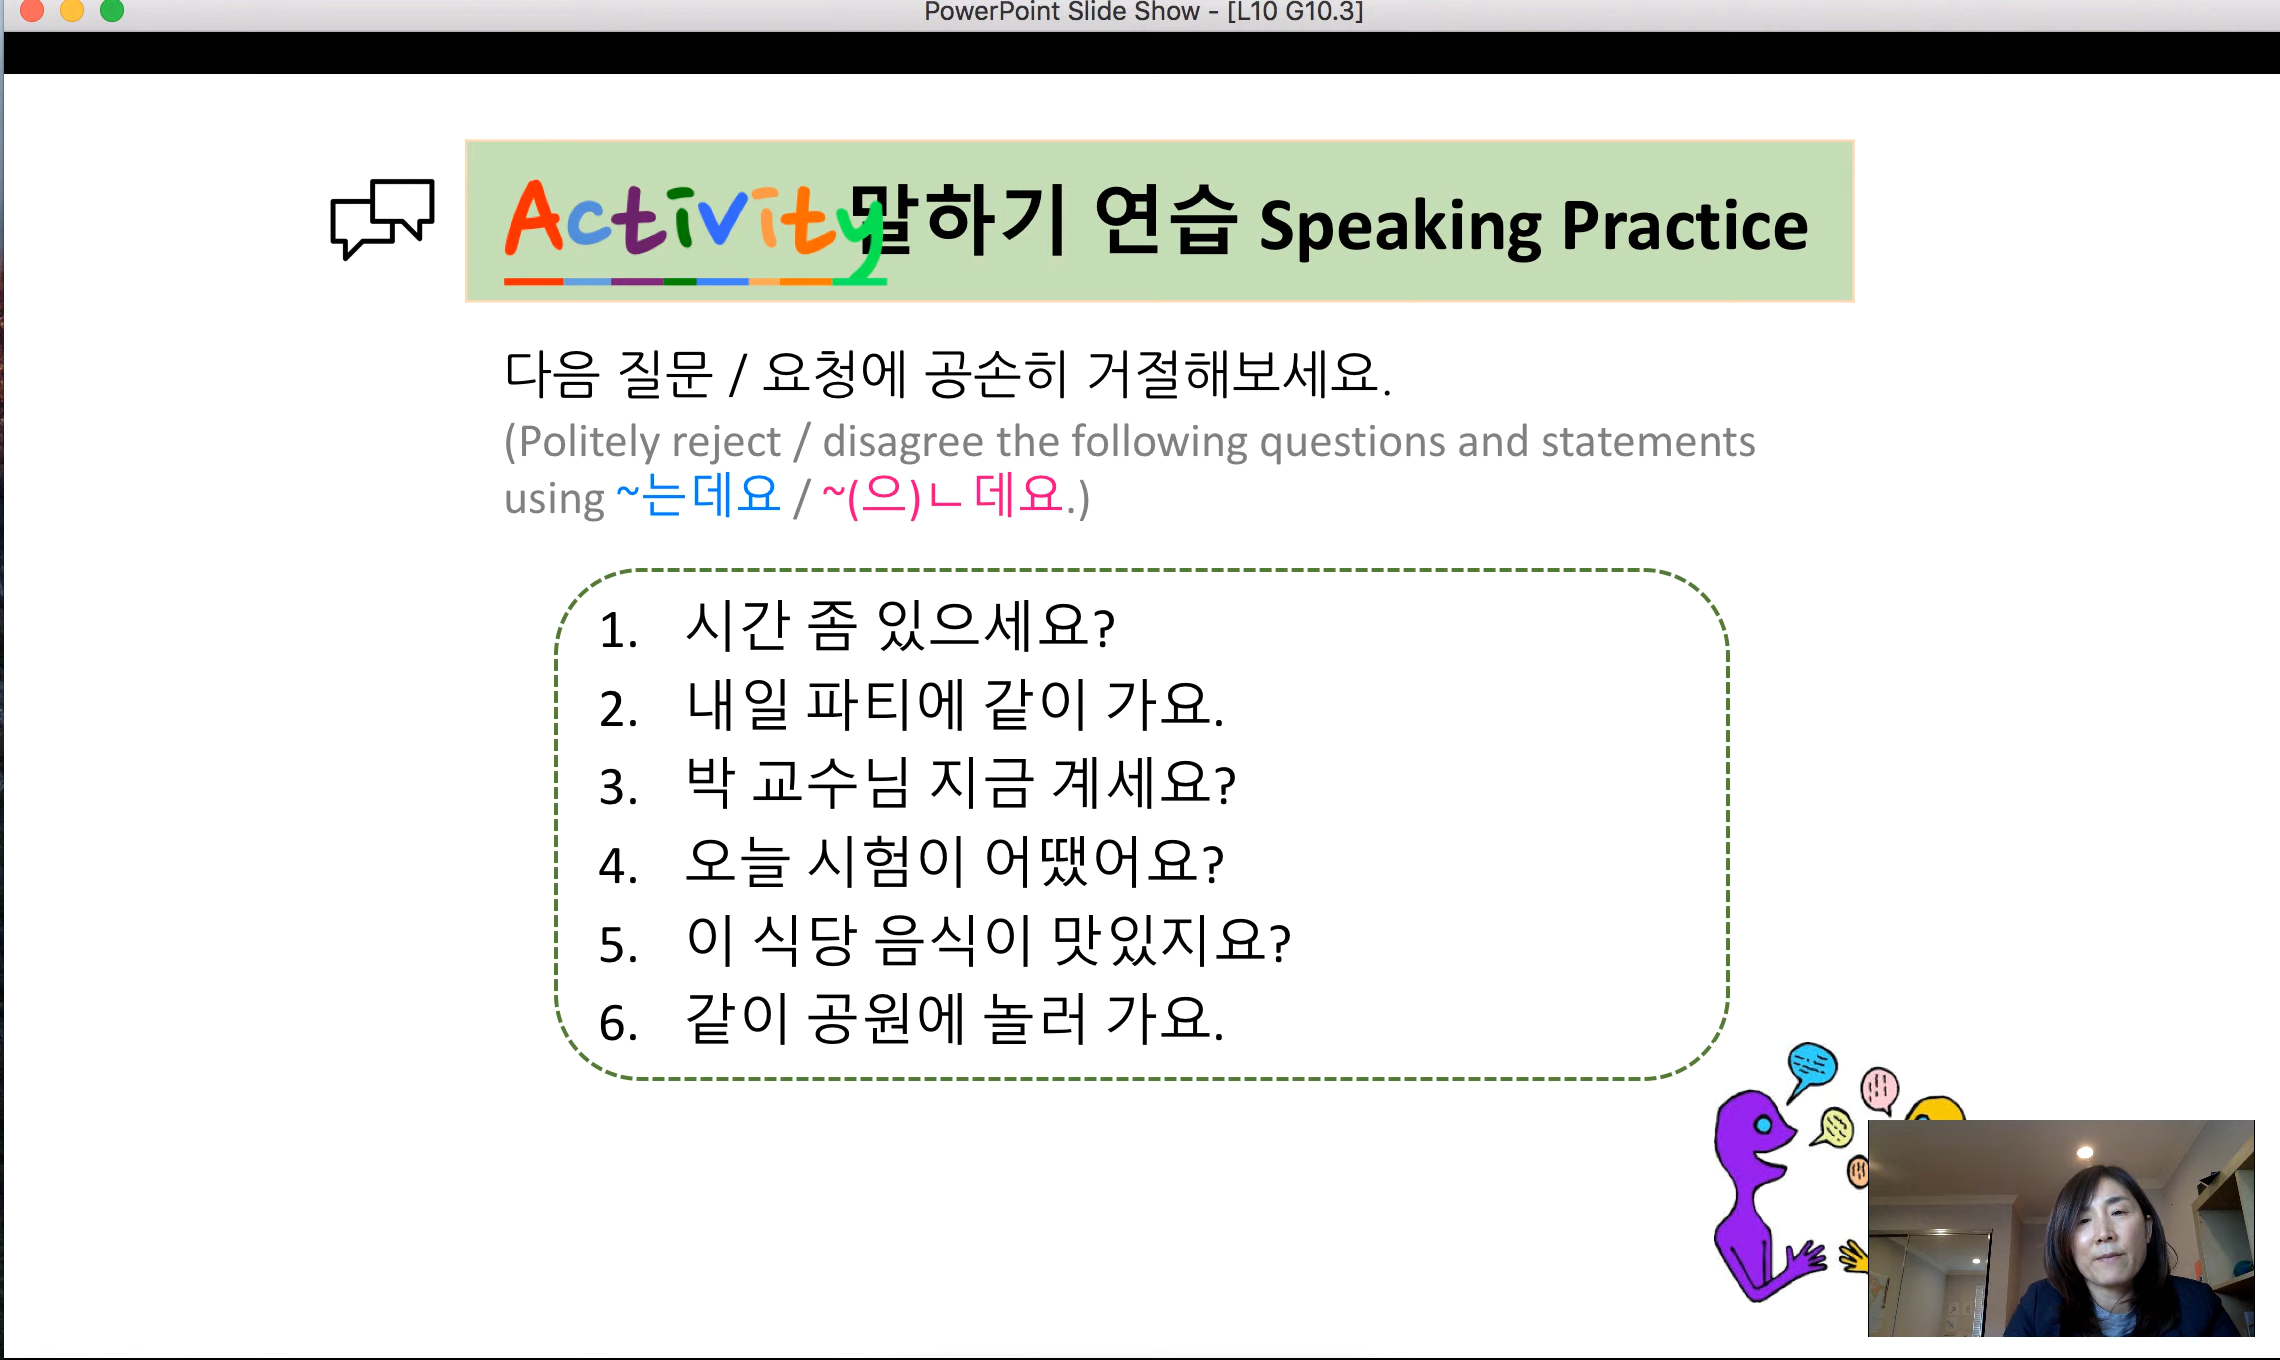 PowerPoint Slide Show - [L10 G10.3]
Activity 말하기 연습 Speaking Practice
다음 질문 / 요청에 공손히 거절해보세요.
(Politely reject / disagree the following questions and statements
using ~는데요 / ~(으)ㄴ데요.)
1. 시간 좀 있으세요?
2. 내일 파티에 같이 가요.
3. 박 교수님 지금 계세요?
4. 오늘 시험이 어땠어요?
5. 이 식당 음식이 맛있지요?
6. 같이 공원에 놀러 가요.